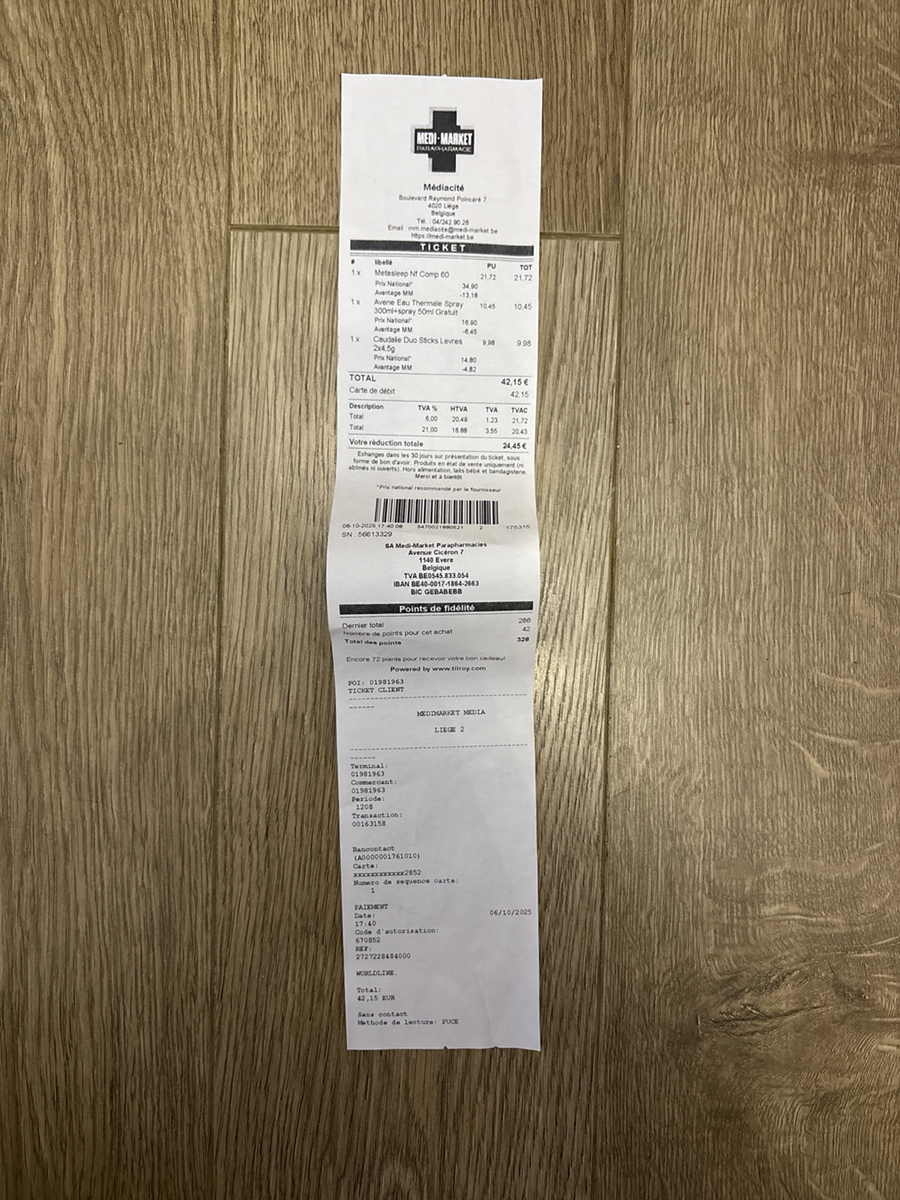 MEDI-MARKET
PARAPHARMACIE
Médiacité
Boulevard Raymond Poincaré 7
4020 Liège
Belgique
Tél. : 04/242 90 26
Email : mm.mediacite@medi-market.be
https://medi-market.be
TICKET
# libellé PU TOT
1 x Metasleep Nf Comp 60 21,72 21,72
Prix National* 34,90
Avantage MM -13,18
1 x Avene Eau Thermale Spray 10,45 10,45
300ml+spray 50ml Gratuit
Prix National* 16,90
Avantage MM -6,45
1 x Caudalie Duo Sticks Levres 9,98 9,98
2x4,5g
Prix National* 14,80
Avantage MM -4,82
TOTAL 42,15 €
Carte de débit 42,15
Description TVA % HTVA TVA TVAC
Total 6,00 20,49 1,23 21,72
Total 21,00 16,88 3,55 20,43
Votre réduction totale 24,45 €
Echanges dans les 30 jours sur présentation du ticket, sous
forme de bon d'avoir. Produits en état de vente uniquement (ni
abîmés ni ouverts). Hors alimentation, laits bébé et bandagisterie.
Merci et à bientôt
*Prix national recommandé par le fournisseur
17:40:08 2 175315
SN : 56613329
SA Medi-Market Parapharmacies
Avenue Cicéron 7
1140 Evere
Belgique
TVA BE0545.833.054
IBAN BE40-0017-1864-2663
BIC GEBABEBB
Points de fidélité
Dernier total 286
Nombre de points pour cet achat 42
Total des points 328
Encore 72 points pour recevoir votre bon cadeau!
Powered by www.tilroy.com
POI: 01981963
TICKET CLIENT
------------------------------
------
MEDIMARKET MEDIA
LIEGE 2
------------------------------
------
Terminal:
01981963
Commercant:
01981963
Periode:
1208
Transaction:
00163158
Bancontact
(A0000001761010)
Carte:
xxxxxxxxxxxx2852
Numero de sequence carte:
1
PAIEMENT
Date: 06/10/2025
17:40
Code d'autorisation:
670852
REF:
2727228484000
WORLDLINE.
Total:
42,15 EUR
Sans contact
Methode de lecture: PUCE